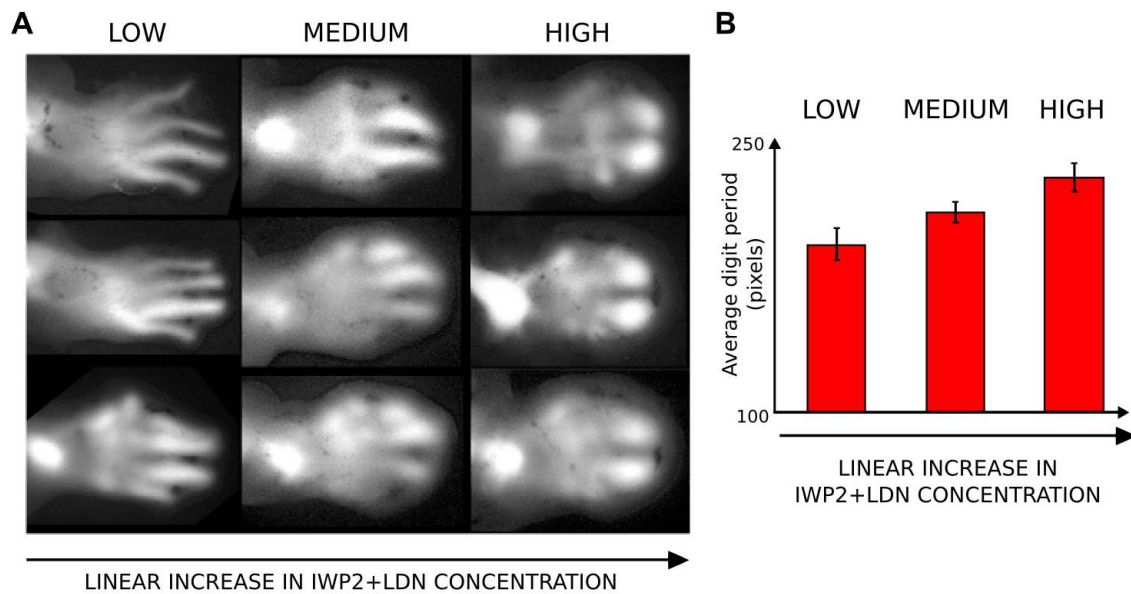 A
LOW
MEDIUM
HIGH
LINEAR INCREASE IN IWP2+LDN CONCENTRATION
B
LOW
MEDIUM
HIGH
250
Average digit period
(pixels)
100
LINEAR INCREASE IN
IWP2+LDN CONCENTRATION